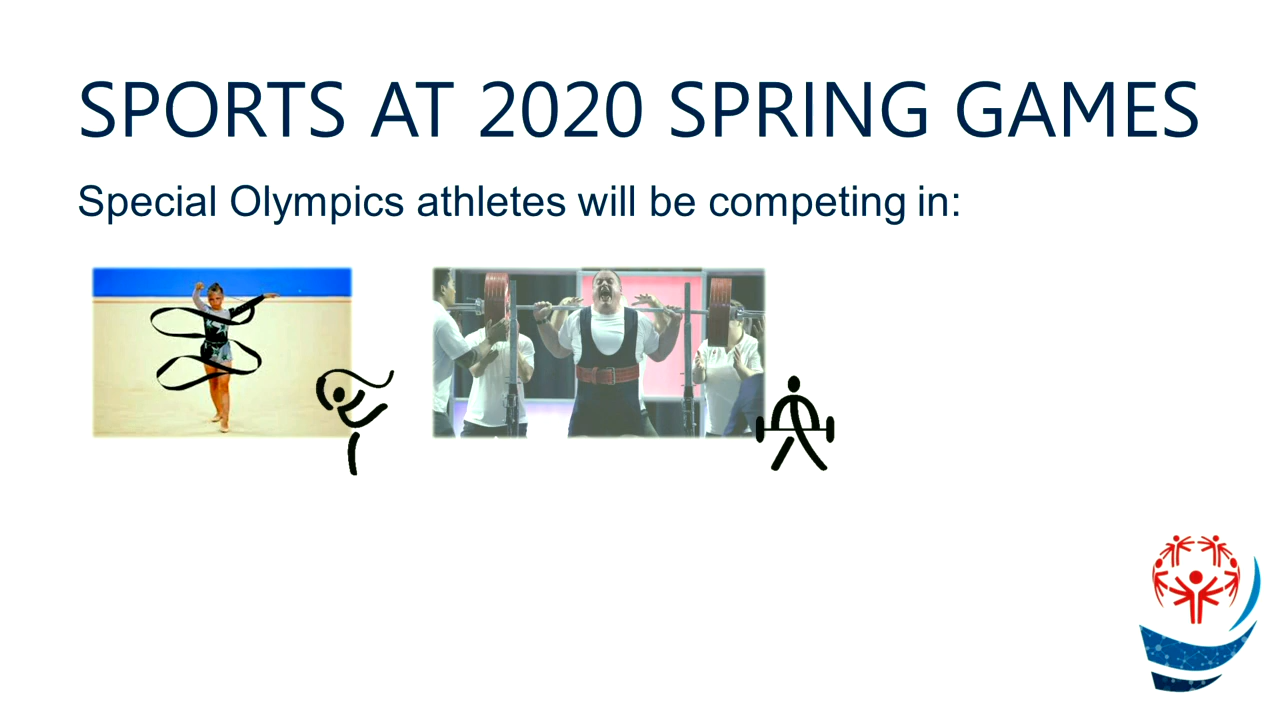 SPORTS AT 2020 SPRING GAMES
Special Olympics athletes will be competing in: